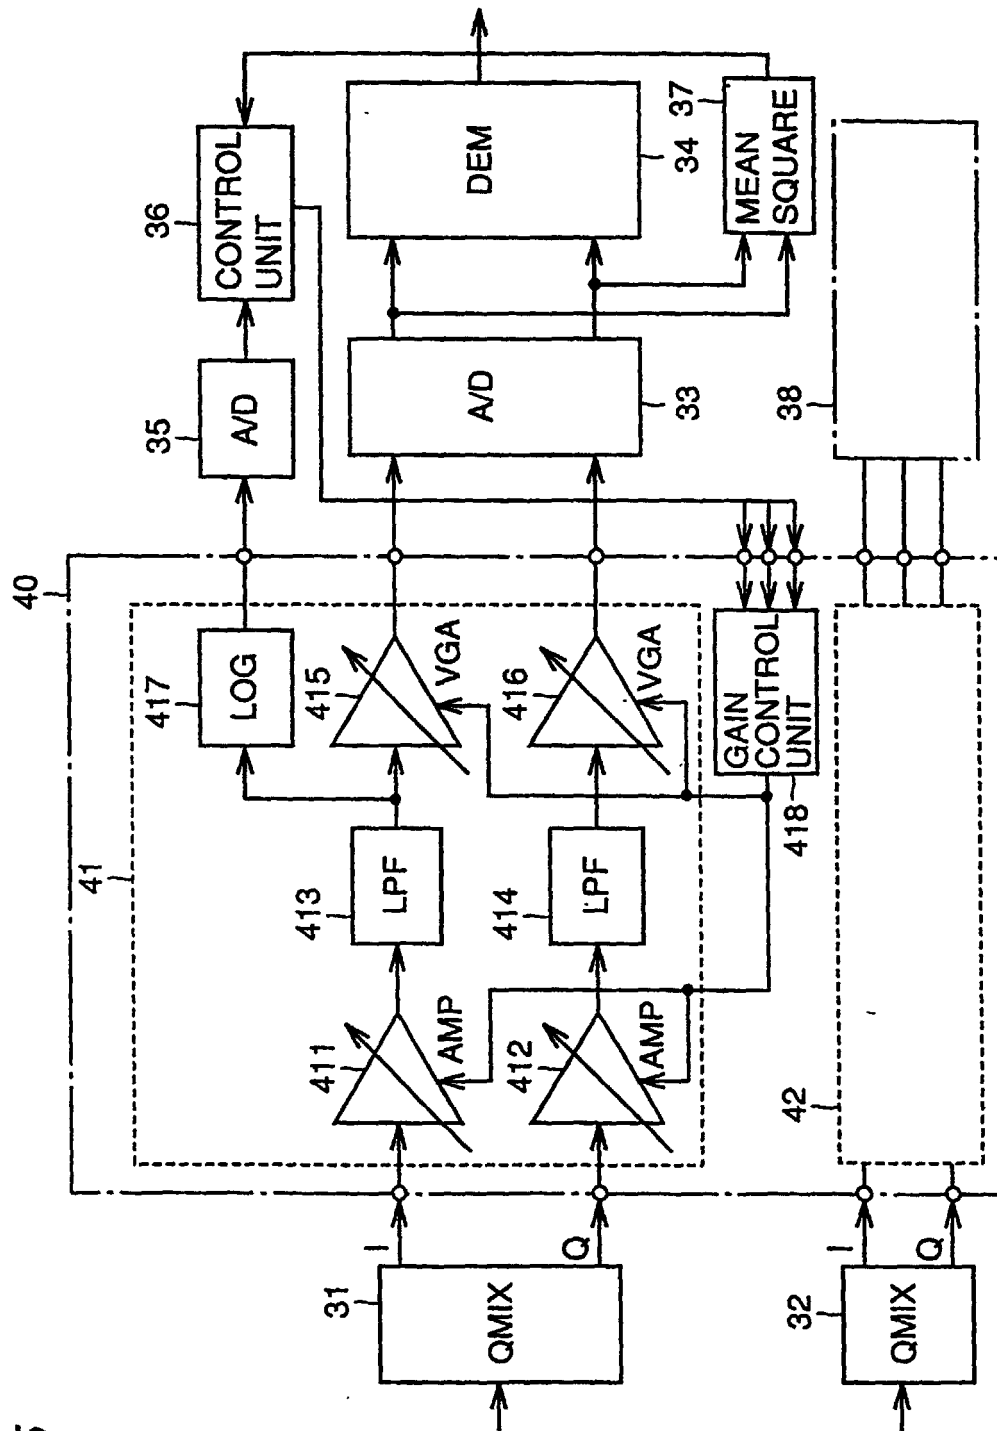 40
41
417
LOG
35
A/D
36
CONTROL
UNIT
31
QMIX
I
Q
411
AMP
413
LPF
415
VGA
A/D
33
DEM
34
412
AMP
414
LPF
416
VGA
GAIN
CONTROL
UNIT
418
37
MEAN
SQUARE
32
QMIX
I
Q
42
38